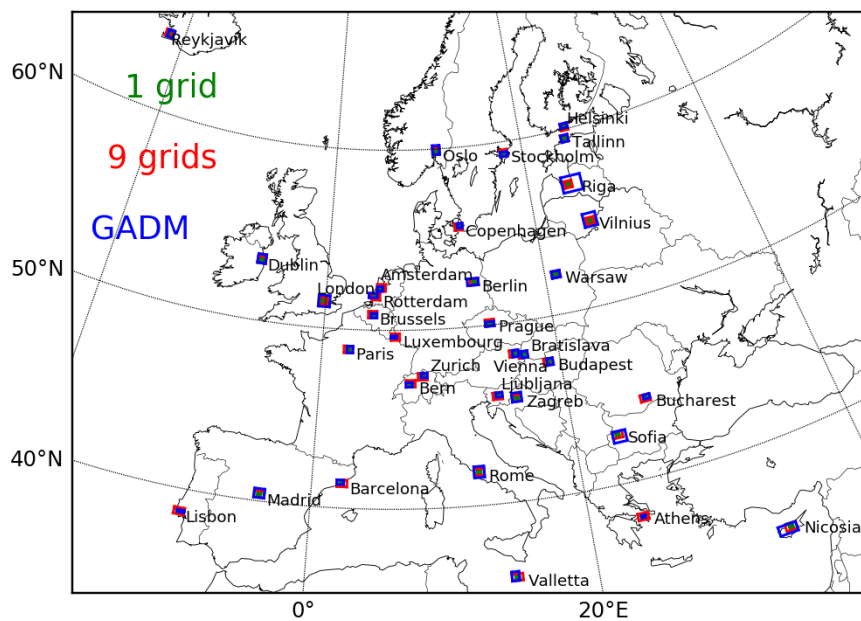 Reykjavik
60°N
1 grid
Helsinki
Tallinn
Oslo
Stockholm
9 grids
Riga
GADM
Vilnius
Copenhagen
Dublin
Amsterdam
Warsaw
50°N
London
Berlin
Rotterdam
Brussels
Prague
Luxembourg
Paris
Bratislava
Vienna
Budapest
Zurich
Bern
Ljubljana
Zagreb
Bucharest
Sofia
40°N
Rome
Barcelona
Madrid
Lisbon
Athens
Nicosia
Valletta
0°
20°E